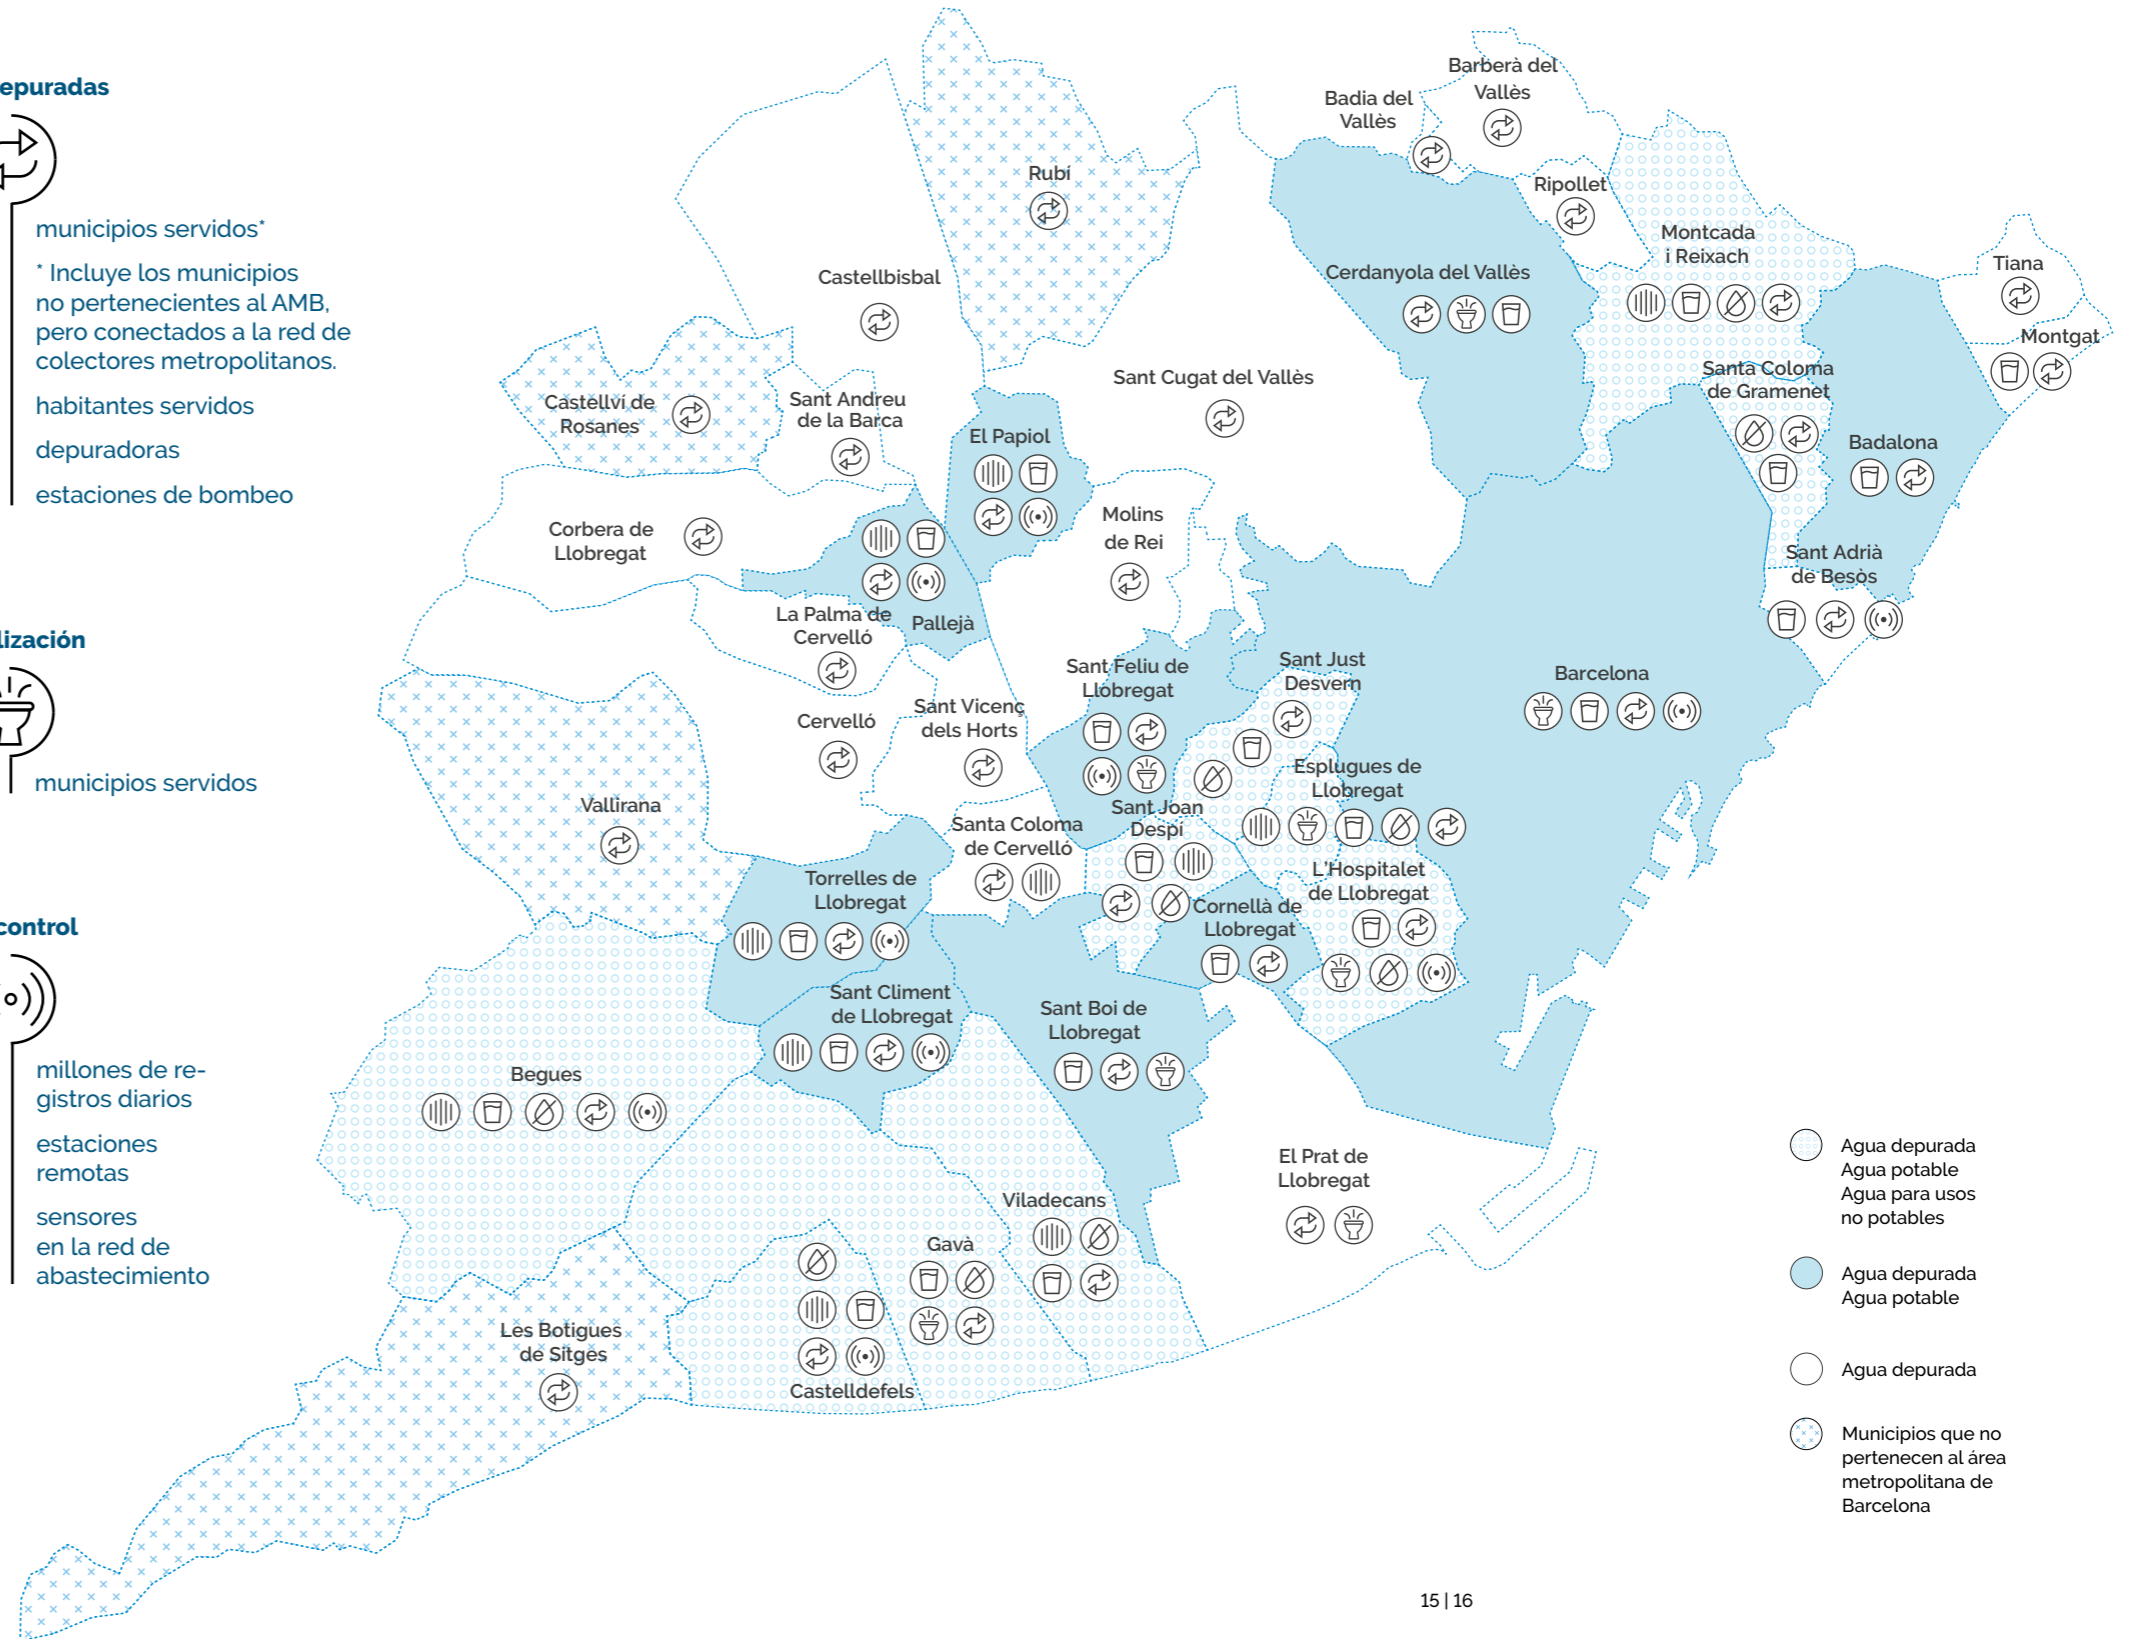 epuradas
municipios servidos*
* Incluye los municipios
no pertenecientes al AMB,
pero conectados a la red de
colectores metropolitanos.
habitantes servidos
depuradoras
estaciones de bombeo
lización
municipios servidos
control
millones de re-
gistros diarios
estaciones
remotas
sensores
en la red de
abastecimiento
Barberà del
Vallès
Badia del
Vallès
Rubí
Ripollet
Montcada
i Reixach
Cerdanyola del Vallès
Tiana
Castellbisbal
Montgat
Sant Cugat del Vallès
Santa Coloma
de Gramenet
Castellví de
Rosanes
Sant Andreu
de la Barca
El Papiol
Badalona
Corbera de
Llobregat
Molins
de Rei
Sant Adrià
de Besòs
La Palma de
Cervelló
Pallejà
Sant Feliu de
Llobregat
Sant Just
Desvern
Barcelona
Cervelló
Sant Vicenç
dels Horts
Esplugues de
Llobregat
Vallirana
Santa Coloma
de Cervelló
Sant Joan
Despí
Torrelles de
Llobregat
L'Hospitalet
de Llobregat
Cornellà de
Llobregat
Sant Climent
de Llobregat
Sant Boi de
Llobregat
Begues
El Prat de
Llobregat
Viladecans
Gavà
Les Botigues
de Sitges
Castelldefels
Agua depurada
Agua potable
Agua para usos
no potables
Agua depurada
Agua potable
Agua depurada
Municipios que no
pertenecen al área
metropolitana de
Barcelona
15 | 16